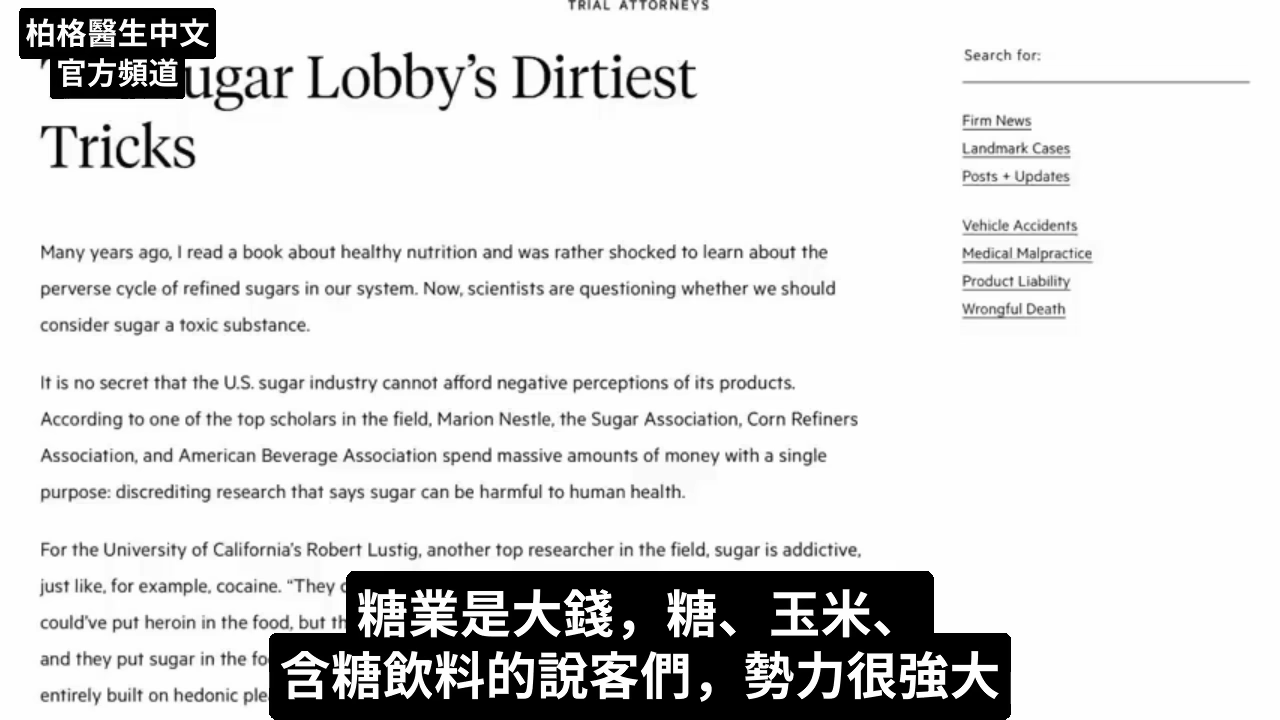 TRIAL ATTORNEYS
柏格醫生中文
官方頻道
Sugar Lobby's Dirtiest
Tricks
Many years ago, I read a book about healthy nutrition and was rather shocked to learn about the
perverse cycle of refined sugars in our system. Now, scientists are questioning whether we should
consider sugar a toxic substance.
It is no secret that the U.S. sugar industry cannot afford negative perceptions of its products.
According to one of the top scholars in the field, Marion Nestle, the Sugar Association, Corn Refiners
Association, and American Beverage Association spend massive amounts of money with a single
purpose: discrediting research that says sugar can be harmful to human health.
For the University of California's Robert Lustig, another top researcher in the field, sugar is addictive,
just like, for example, cocaine. “They
could've put heroin in the food, but
and they put sugar in the
entirely built on hedonic
Search for:
Firm News
Landmark Cases
Posts + Updates
Vehicle Accidents
Medical Malpractice
Product Liability
Wrongful Death
糖業是大錢，糖、玉米、
含糖飲料的說客們，勢力很強大